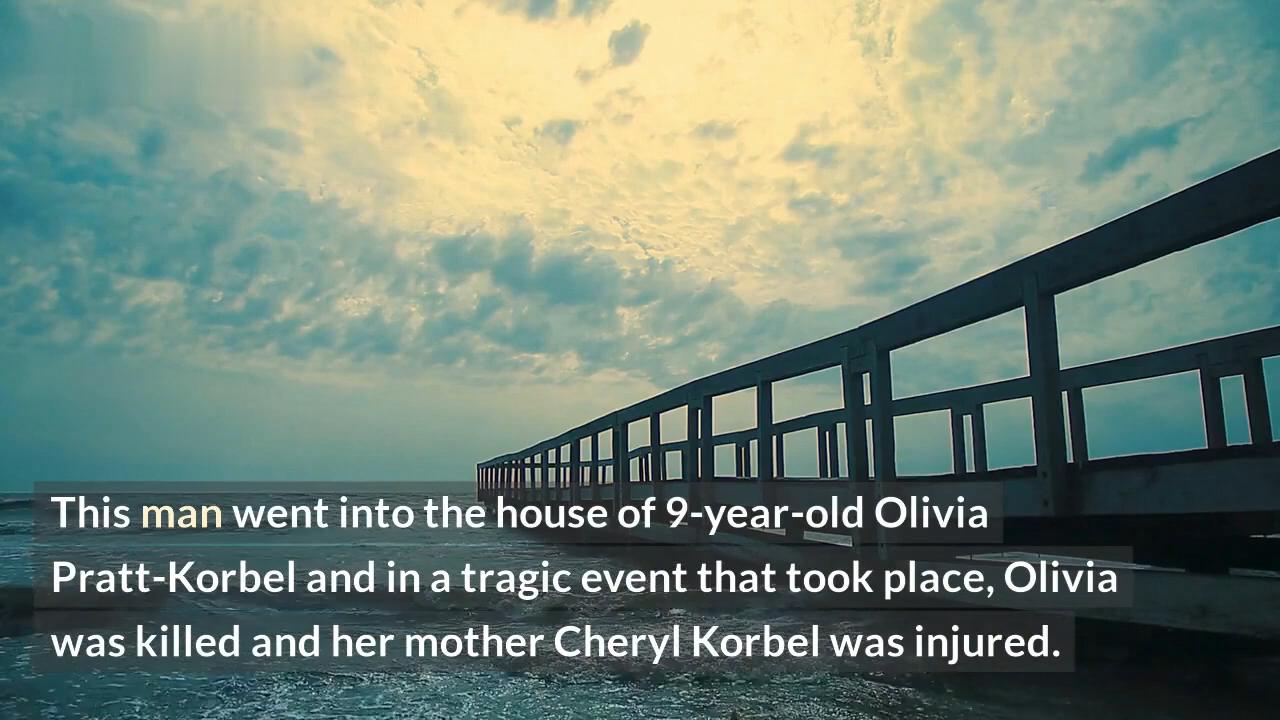 This man went into the house of 9-year-old Olivia
Pratt-Korbel and in a tragic event that took place, Olivia
was killed and her mother Cheryl Korbel was injured.